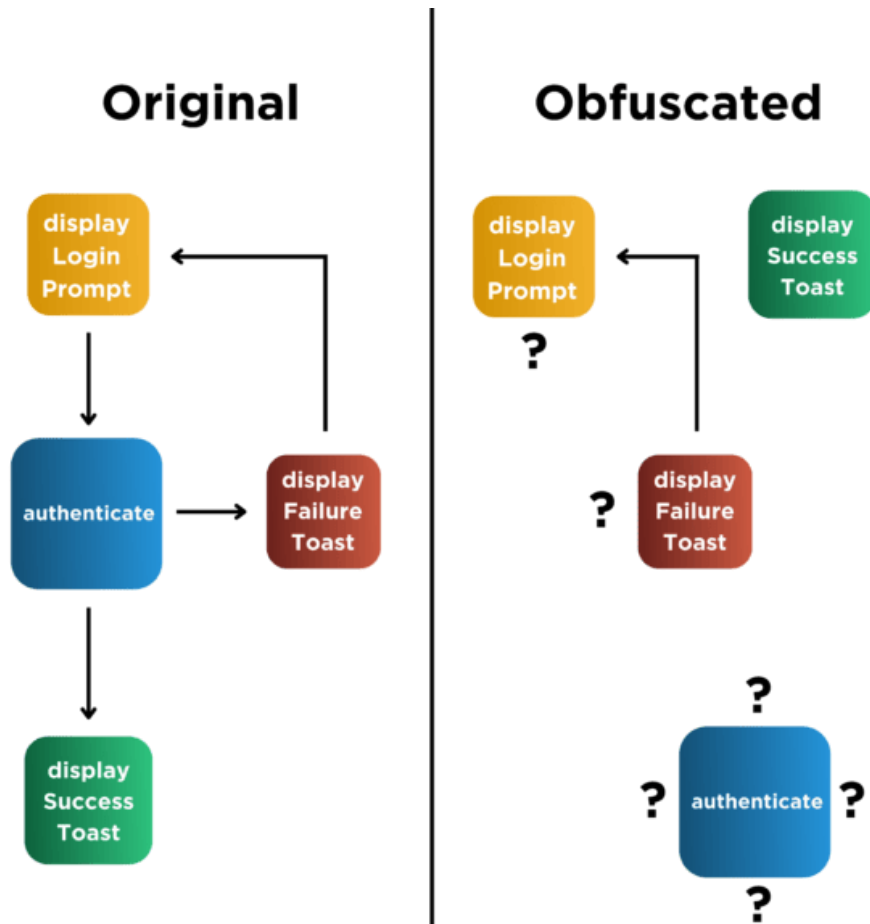 Original
display
Login
Prompt
authenticate
display
Failure
Toast
display
Success
Toast
Obfuscated
display
Login
Prompt
?
display
Success
Toast
?
display
Failure
Toast
?
?
authenticate
?
?